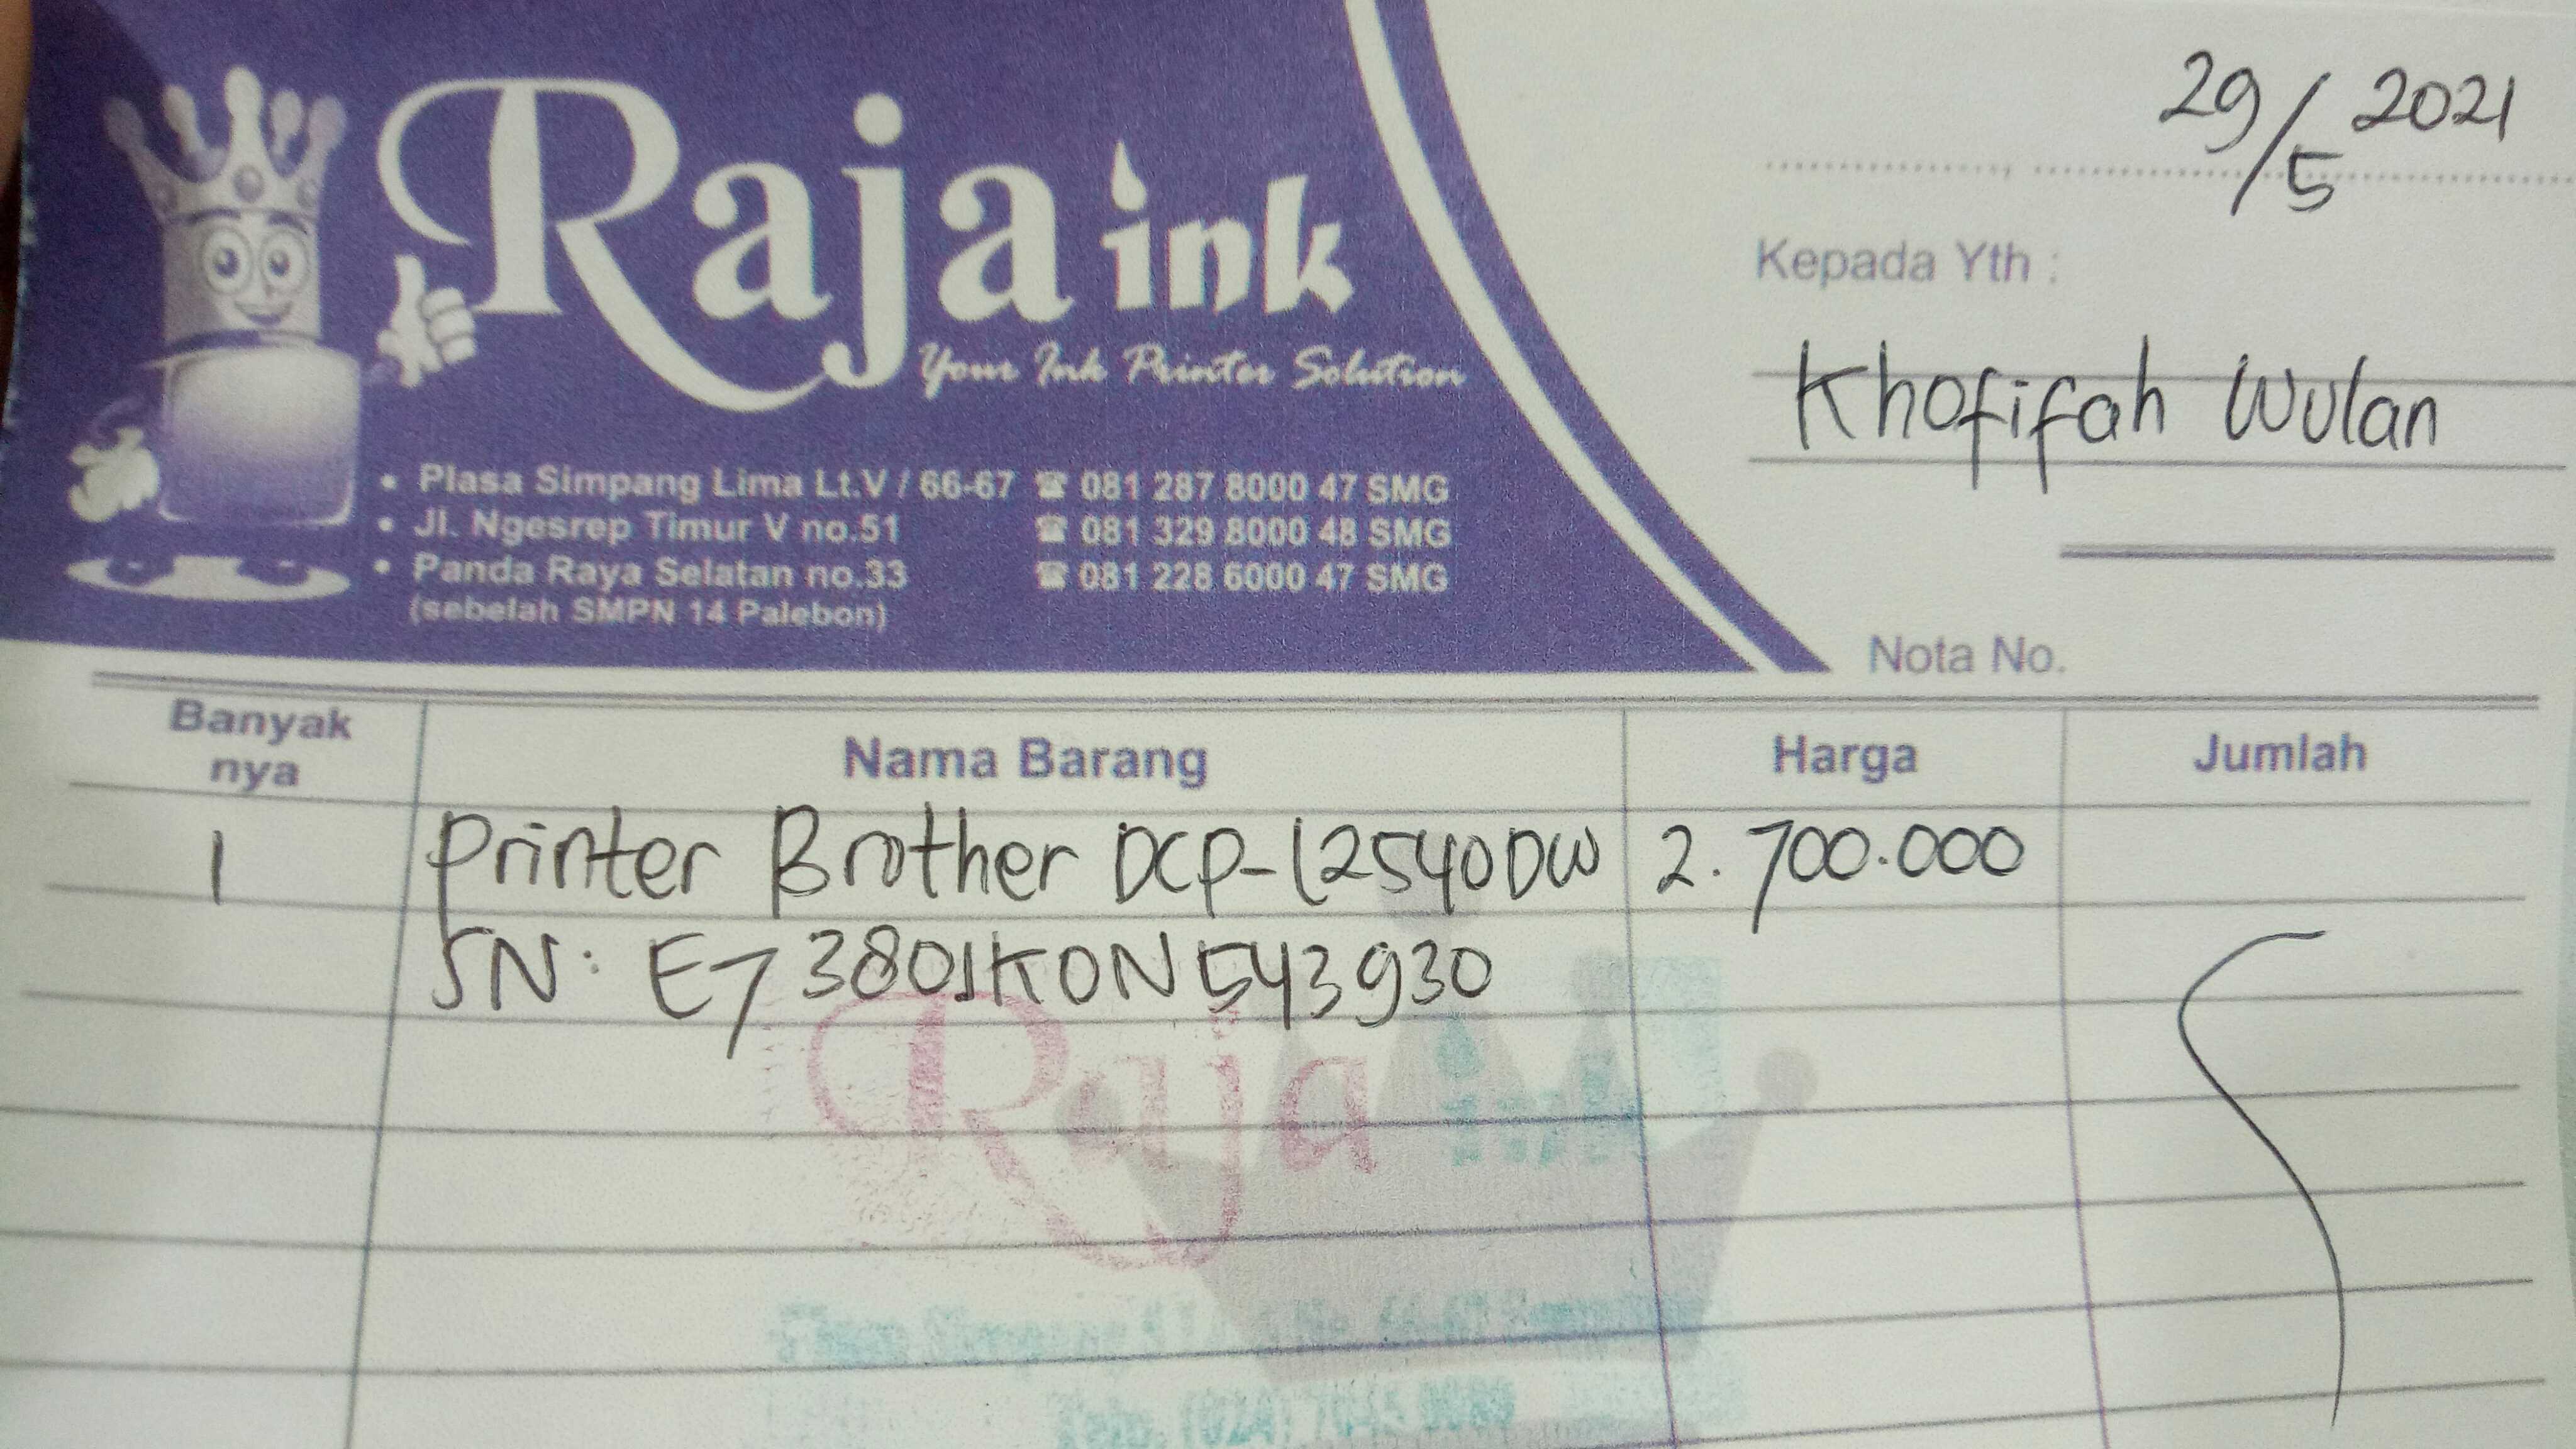 Raja ink
Your Ink Printer Solution
• Plasa Simpang Lima Lt.V / 66-67 ☎ 081 287 8000 47 SMG
• Jl. Ngesrep Timur V no.51 ☎ 081 329 8000 48 SMG
• Panda Raya Selatan no.33 ☎ 081 228 6000 47 SMG
(sebelah SMPN 14 Palebon)
29/5 2021
Kepada Yth :
Khofifah Wulan
Nota No.
Banyak nya Nama Barang Harga Jumlah
1 Printer Brother DCP-L2540DW 2.700.000
SN: E73801K0N543930
Raja